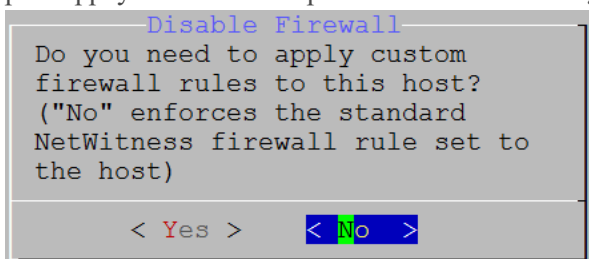 Disable Firewall
Do you need to apply custom
firewall rules to this host?
("No" enforces the standard
NetWitness firewall rule set to
the host)
< Yes > < No >